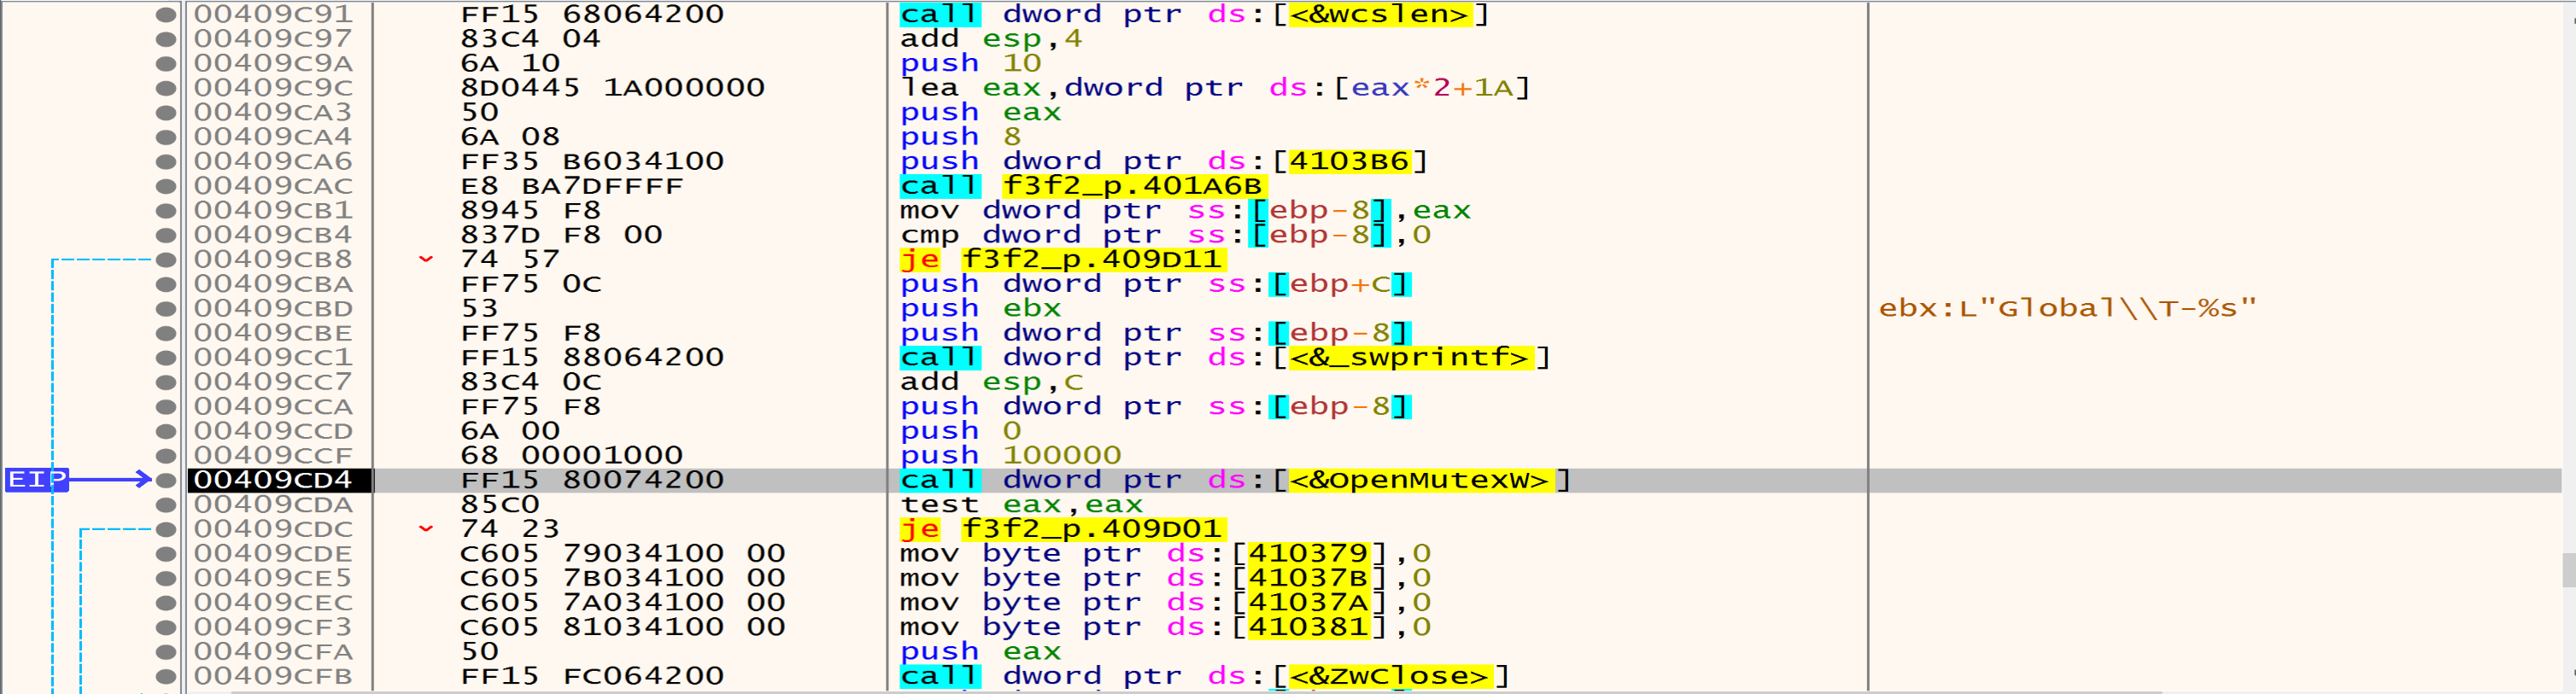 00409C91 FF15 68064200 call dword ptr ds:[<&wcslen>]
00409C97 83C4 04 add esp,4
00409C9A 6A 10 push 10
00409C9C 8D0445 1A000000 lea eax,dword ptr ds:[eax*2+1A]
00409CA3 50 push eax
00409CA4 6A 08 push 8
00409CA6 FF35 B6034100 push dword ptr ds:[4103B6]
00409CAC E8 BA7DFFFF call f3f2_p.401A6B
00409CB1 8945 F8 mov dword ptr ss:[ebp-8],eax
00409CB4 837D F8 00 cmp dword ptr ss:[ebp-8],0
00409CB8 74 57 je f3f2_p.409D11
00409CBA FF75 0C push dword ptr ss:[ebp+C]
00409CBD 53 push ebx ebx:L"Global\\T-%s"
00409CBE FF75 F8 push dword ptr ss:[ebp-8]
00409CC1 FF15 88064200 call dword ptr ds:[<&_swprintf>]
00409CC7 83C4 0C add esp,C
00409CCA FF75 F8 push dword ptr ss:[ebp-8]
00409CCD 6A 00 push 0
00409CCF 68 00001000 push 100000
EIP 00409CD4 FF15 80074200 call dword ptr ds:[<&OpenMutexW>]
00409CDA 85C0 test eax,eax
00409CDC 74 23 je f3f2_p.409D01
00409CDE C605 79034100 00 mov byte ptr ds:[410379],0
00409CE5 C605 7B034100 00 mov byte ptr ds:[41037B],0
00409CEC C605 7A034100 00 mov byte ptr ds:[41037A],0
00409CF3 C605 81034100 00 mov byte ptr ds:[410381],0
00409CFA 50 push eax
00409CFB FF15 FC064200 call dword ptr ds:[<&ZwClose>]